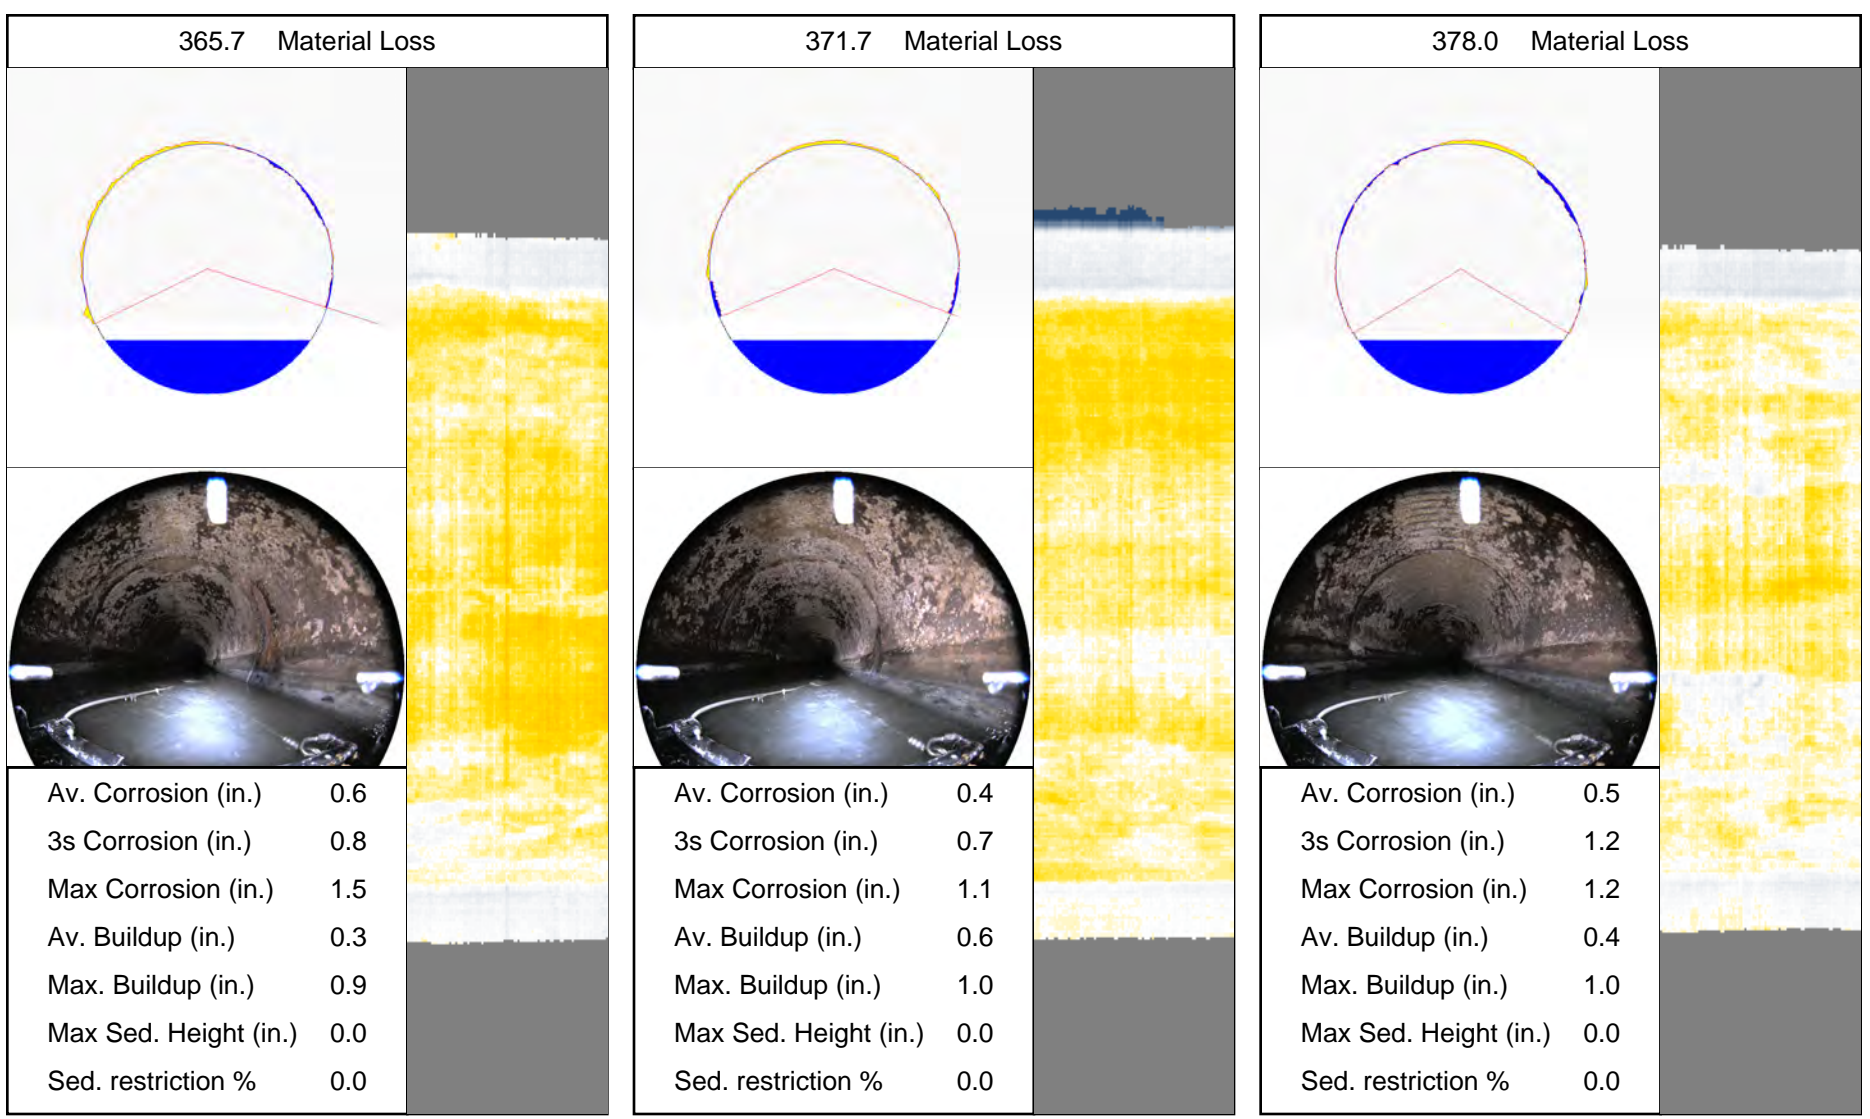 365.7 Material Loss
Av. Corrosion (in.) 0.6
3s Corrosion (in.) 0.8
Max Corrosion (in.) 1.5
Av. Buildup (in.) 0.3
Max. Buildup (in.) 0.9
Max Sed. Height (in.) 0.0
Sed. restriction % 0.0
371.7 Material Loss
Av. Corrosion (in.) 0.4
3s Corrosion (in.) 0.7
Max Corrosion (in.) 1.1
Av. Buildup (in.) 0.6
Max. Buildup (in.) 1.0
Max Sed. Height (in.) 0.0
Sed. restriction % 0.0
378.0 Material Loss
Av. Corrosion (in.) 0.5
3s Corrosion (in.) 1.2
Max Corrosion (in.) 1.2
Av. Buildup (in.) 0.4
Max. Buildup (in.) 1.0
Max Sed. Height (in.) 0.0
Sed. restriction % 0.0